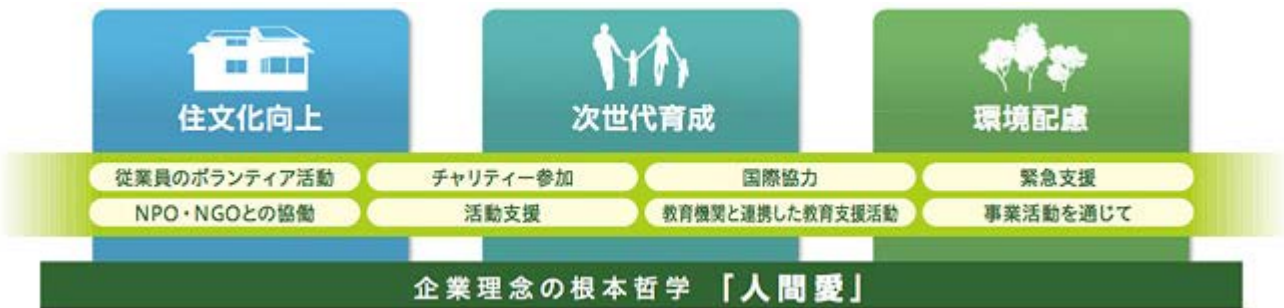 住文化向上
次世代育成
環境配慮
従業員のボランティア活動
チャリティー参加
国際協力
緊急支援
NPO・NGOとの協働
活動支援
教育機関と連携した教育支援活動
事業活動を通じて
企業理念の根本哲学「人間愛」